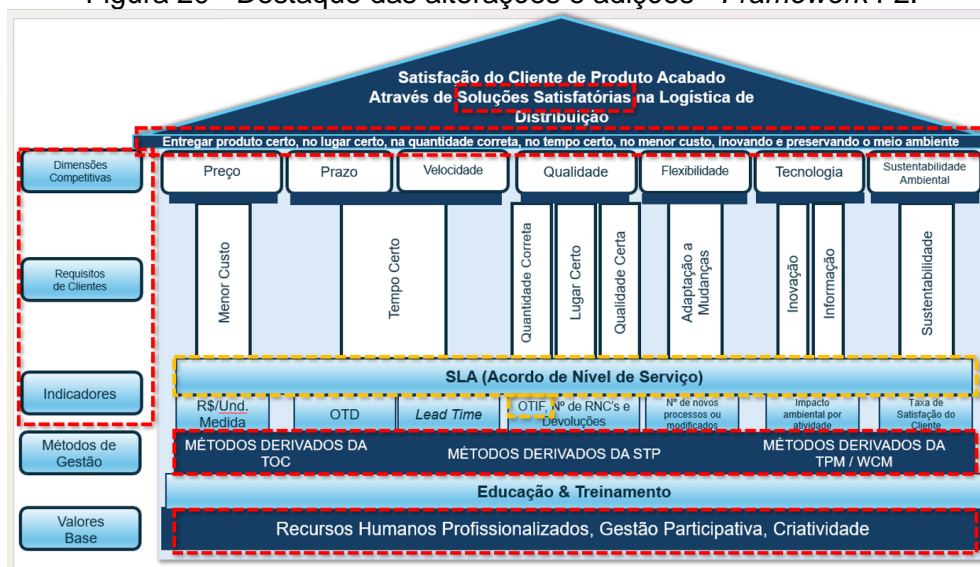 Figura 20 - Destaque das alterações e adições - Framework F2.
Satisfação do Cliente de Produto Acabado
Através de Soluções Satisfatórias na Logística de
Distribuição
Entregar produto certo, no lugar certo, na quantidade correta, no tempo certo, no menor custo, inovando e preservando o meio ambiente
Dimensões
Competitivas
Preço
Prazo
Velocidade
Qualidade
Flexibilidade
Tecnologia
Sustentabilidade
Ambiental
Requisitos
de Clientes
Menor Custo
Tempo Certo
Quantidade Correta
Lugar Certo
Qualidade Certa
Adaptação a
Mudanças
Inovação
Informação
Sustentabilidade
SLA (Acordo de Nível de Serviço)
Indicadores
R$/Und.
Medida
OTD
Lead Time
OTIF, Nº de RNC's e
Devoluções
Nº de novos
processos ou
modificados
Impacto
ambiental por
atividade
Taxa de
Satisfação do
Cliente
Métodos de
Gestão
MÉTODOS DERIVADOS DA
TOC
MÉTODOS DERIVADOS DA STP
MÉTODOS DERIVADOS DA
TPM / WCM
Educação & Treinamento
Valores
Base
Recursos Humanos Profissionalizados, Gestão Participativa, Criatividade